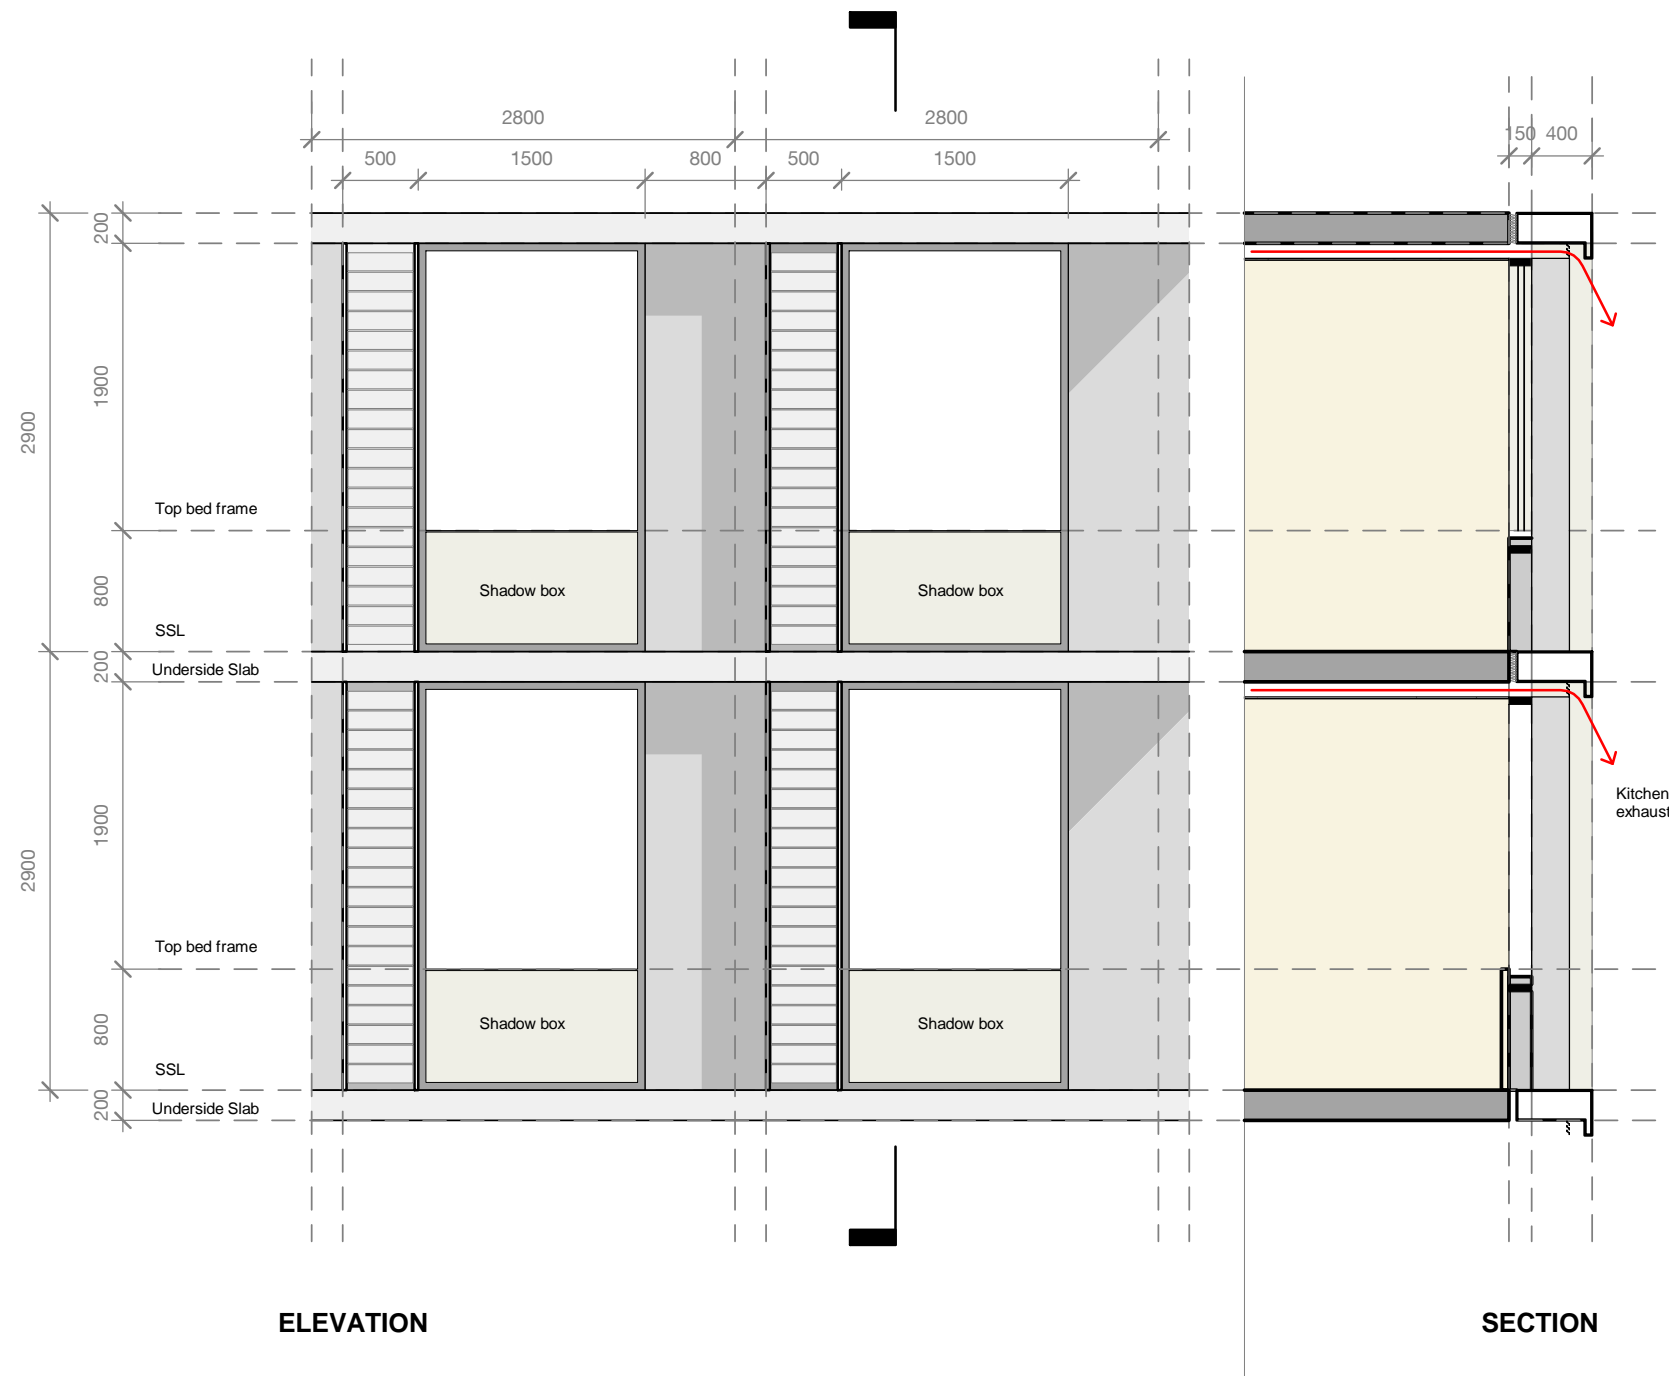 2800
2800
150
400
500
1500
800
500
1500
200
1900
2900
Top bed frame
800
Shadow box
Shadow box
SSL
200
Underside Slab
Kitchen
exhaust
1900
2900
Top bed frame
800
Shadow box
Shadow box
SSL
200
Underside Slab
ELEVATION
SECTION